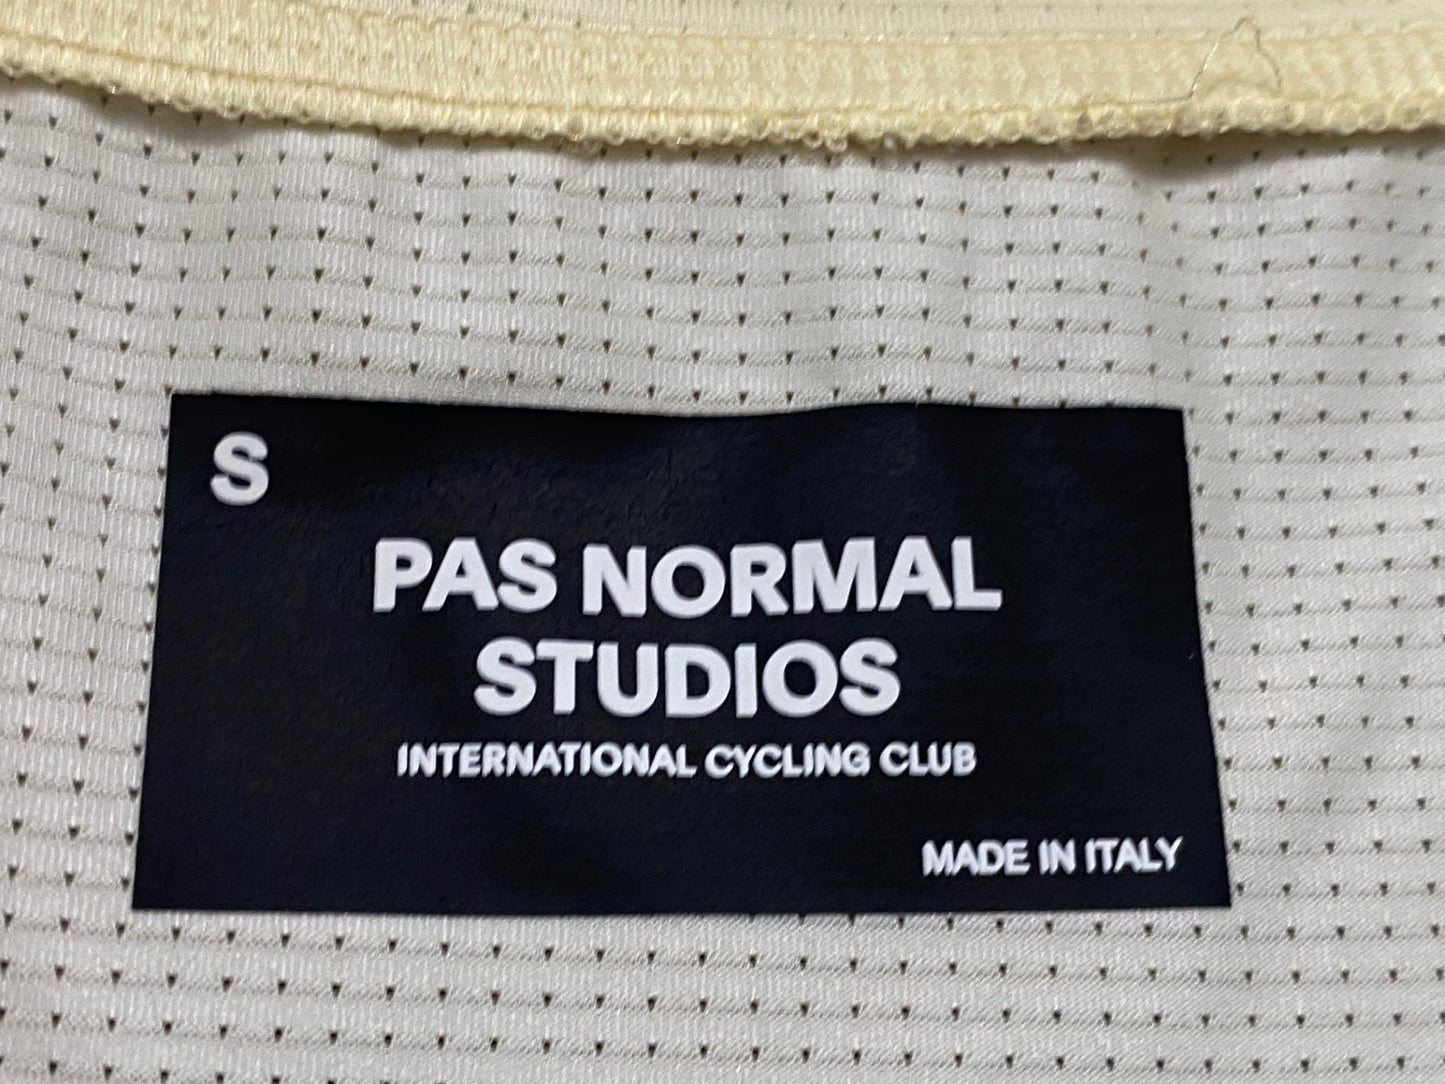 S
PAS NORMAL
STUDIOS
INTERNATIONAL CYCLING CLUB
MADE IN ITALY